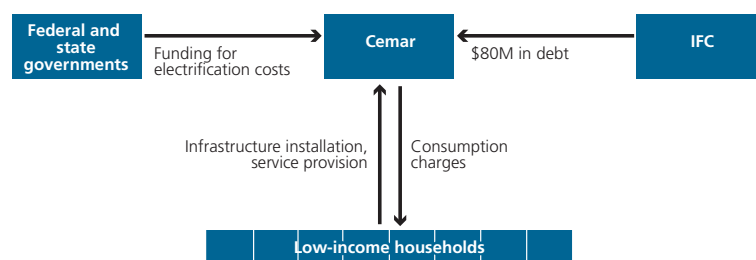 Federal and
state
governments
Funding for
electrification costs
Cemar
$80M in debt
IFC
Infrastructure installation,
service provision
Consumption
charges
Low-income households